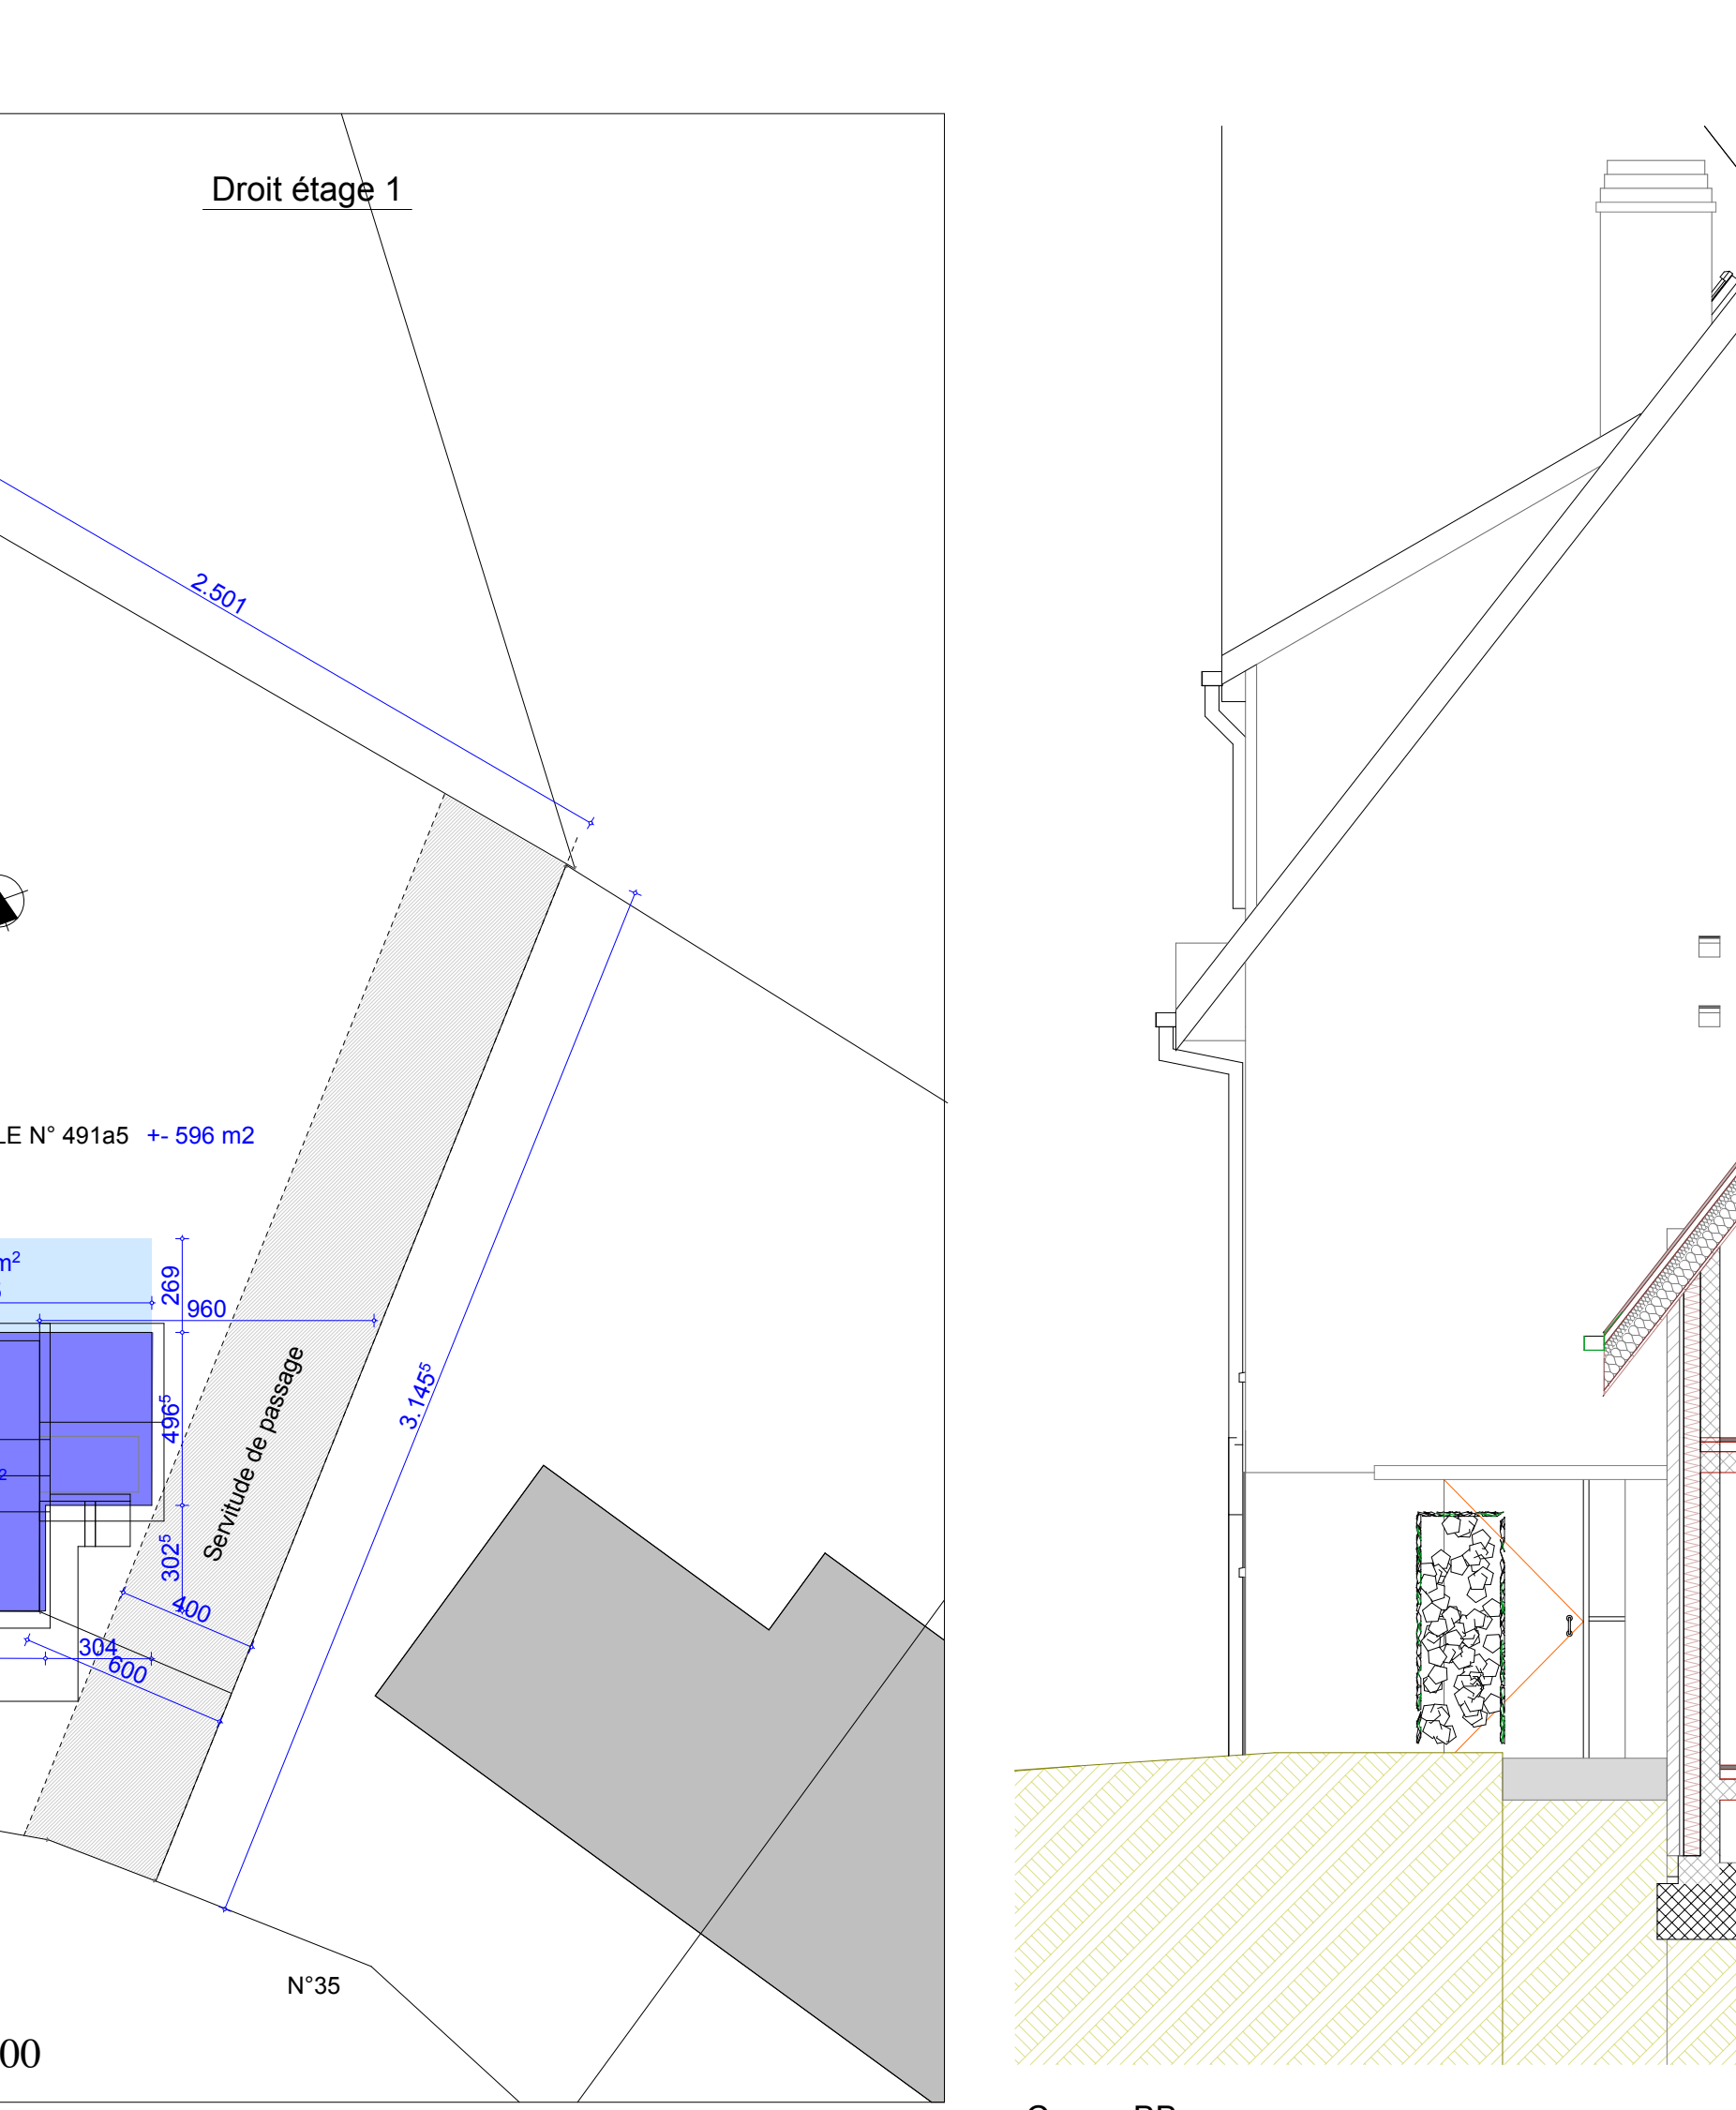 Droit étage 1
2.501
LE N° 491a5 +- 596 m2
m²
269
960
496⁵
3.145⁵
Servitude de passage
302⁵
400
304
600
N°35
00